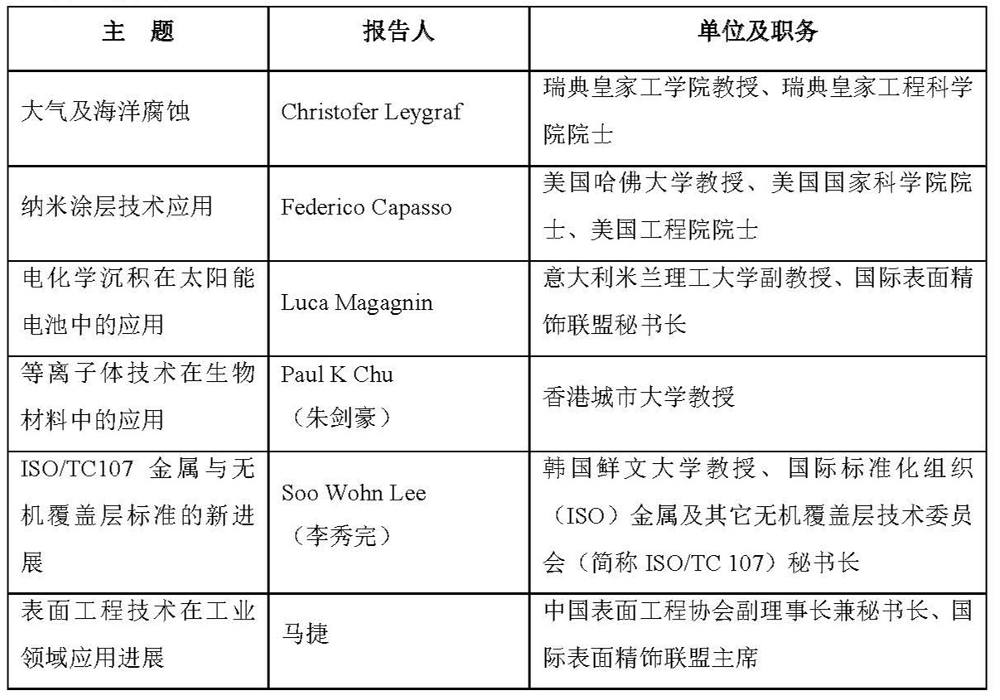 主 题 报告人 单位及职务
大气及海洋腐蚀
Christofer Leygraf
瑞典皇家工学院教授、瑞典皇家工程科学
院院士
纳米涂层技术应用
Federico Capasso
美国哈佛大学教授、美国国家科学院院
士、美国工程院院士
电化学沉积在太阳能
电池中的应用
Luca Magagnin
意大利米兰理工大学副教授、国际表面精
饰联盟秘书长
等离子体技术在生物
材料中的应用
Paul K Chu
（朱剑豪）
香港城市大学教授
ISO/TC107 金属与无
机覆盖层标准的新进
展
Soo Wohn Lee
（李秀完）
韩国鲜文大学教授、国际标准化组织
（ISO）金属及其它无机覆盖层技术委员
会（简称 ISO/TC 107）秘书长
表面工程技术在工业
领域应用进展
马捷
中国表面工程协会副理事长兼秘书长、国
际表面精饰联盟主席